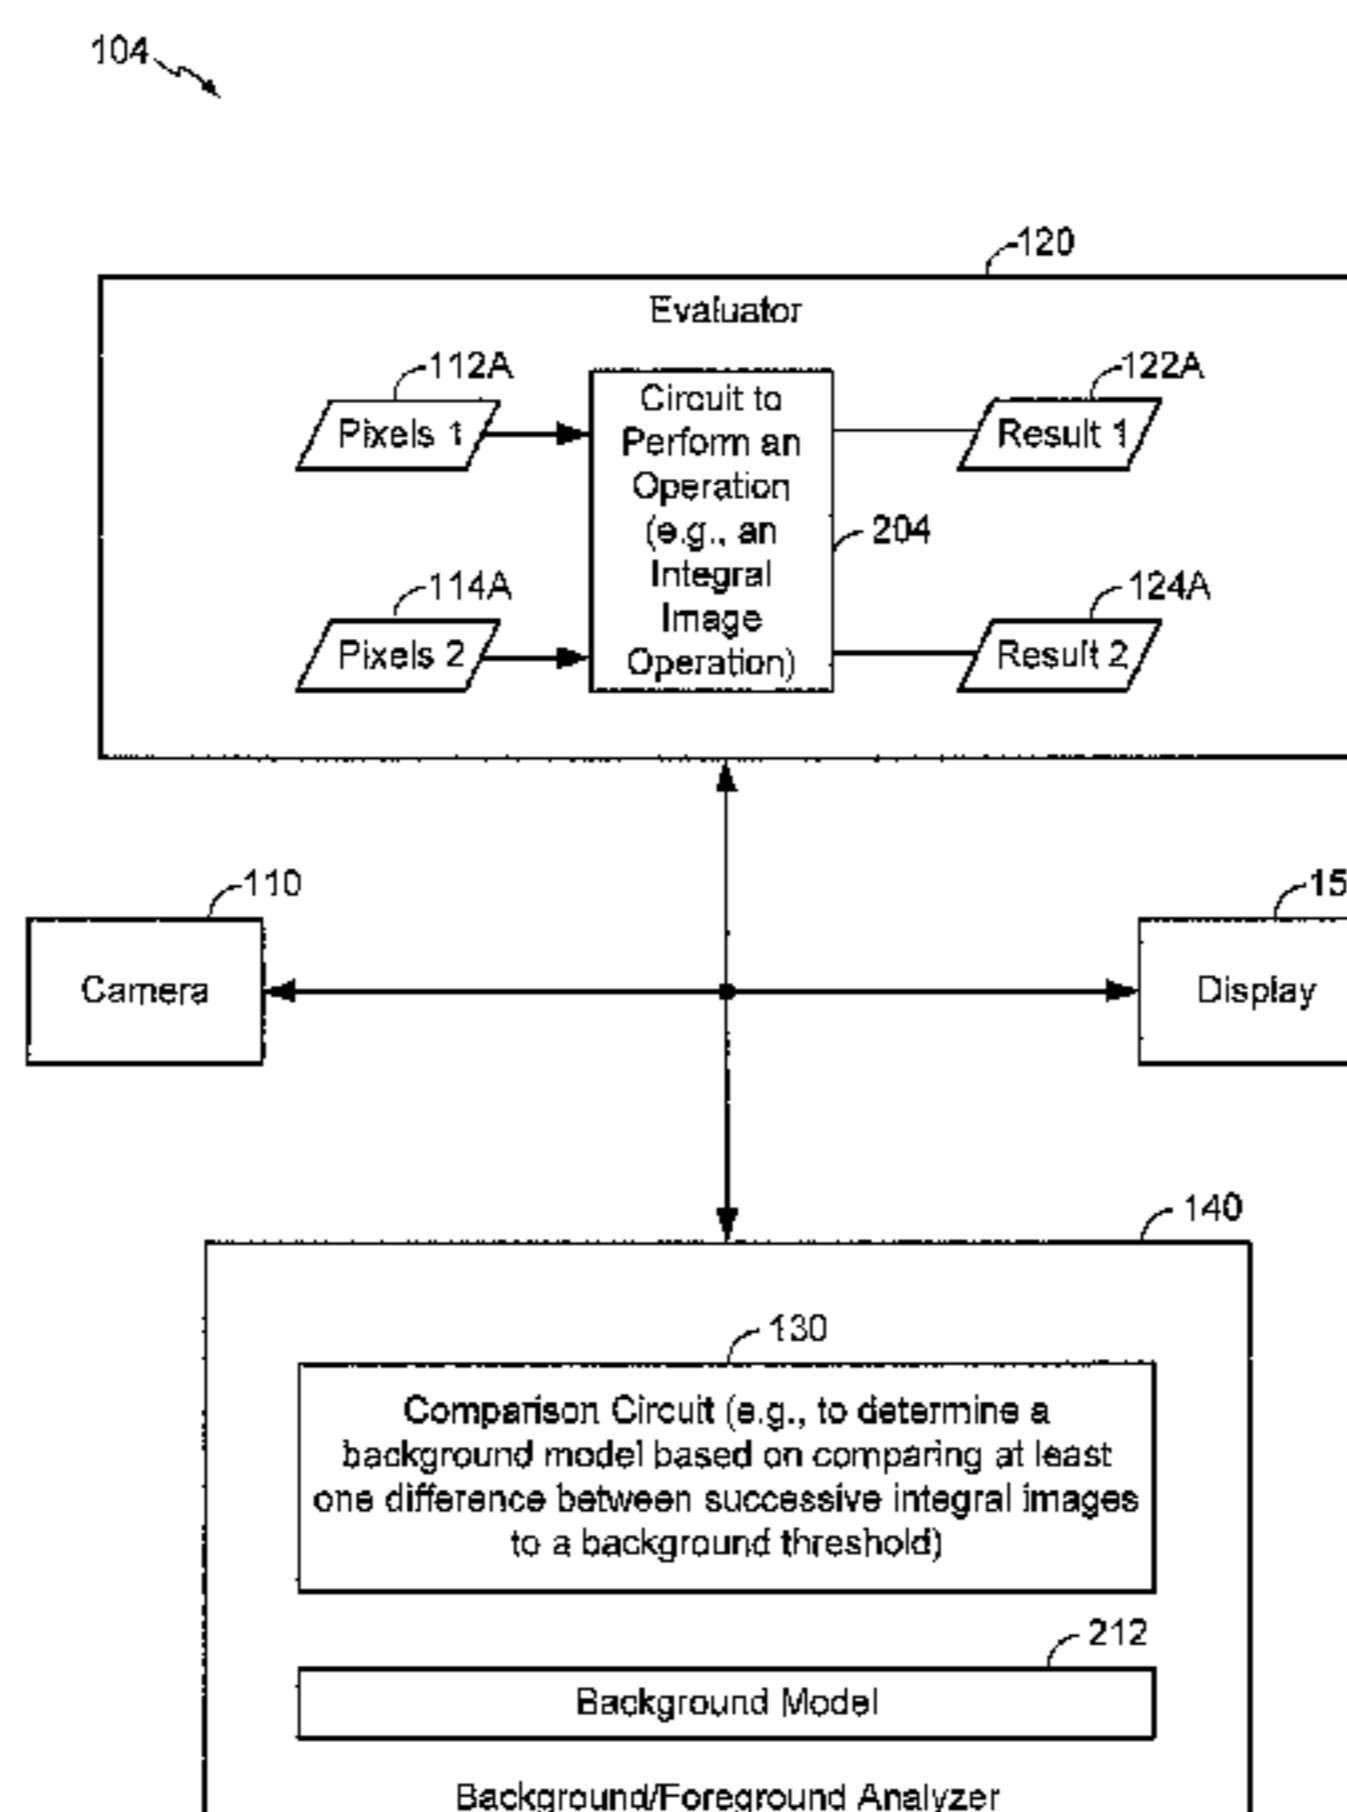 104
120
Evaluator
112A
Pixels 1
Circuit to
Perform an
Operation
(e.g., an
Integral
Image
Operation)
122A
Result 1
204
114A
Pixels 2
124A
Result 2
110
Camera
15
Display
140
130
Comparison Circuit (e.g., to determine a
background model based on comparing at least
one difference between successive integral images
to a background threshold)
212
Background Model
Background/Foreground Analyzer